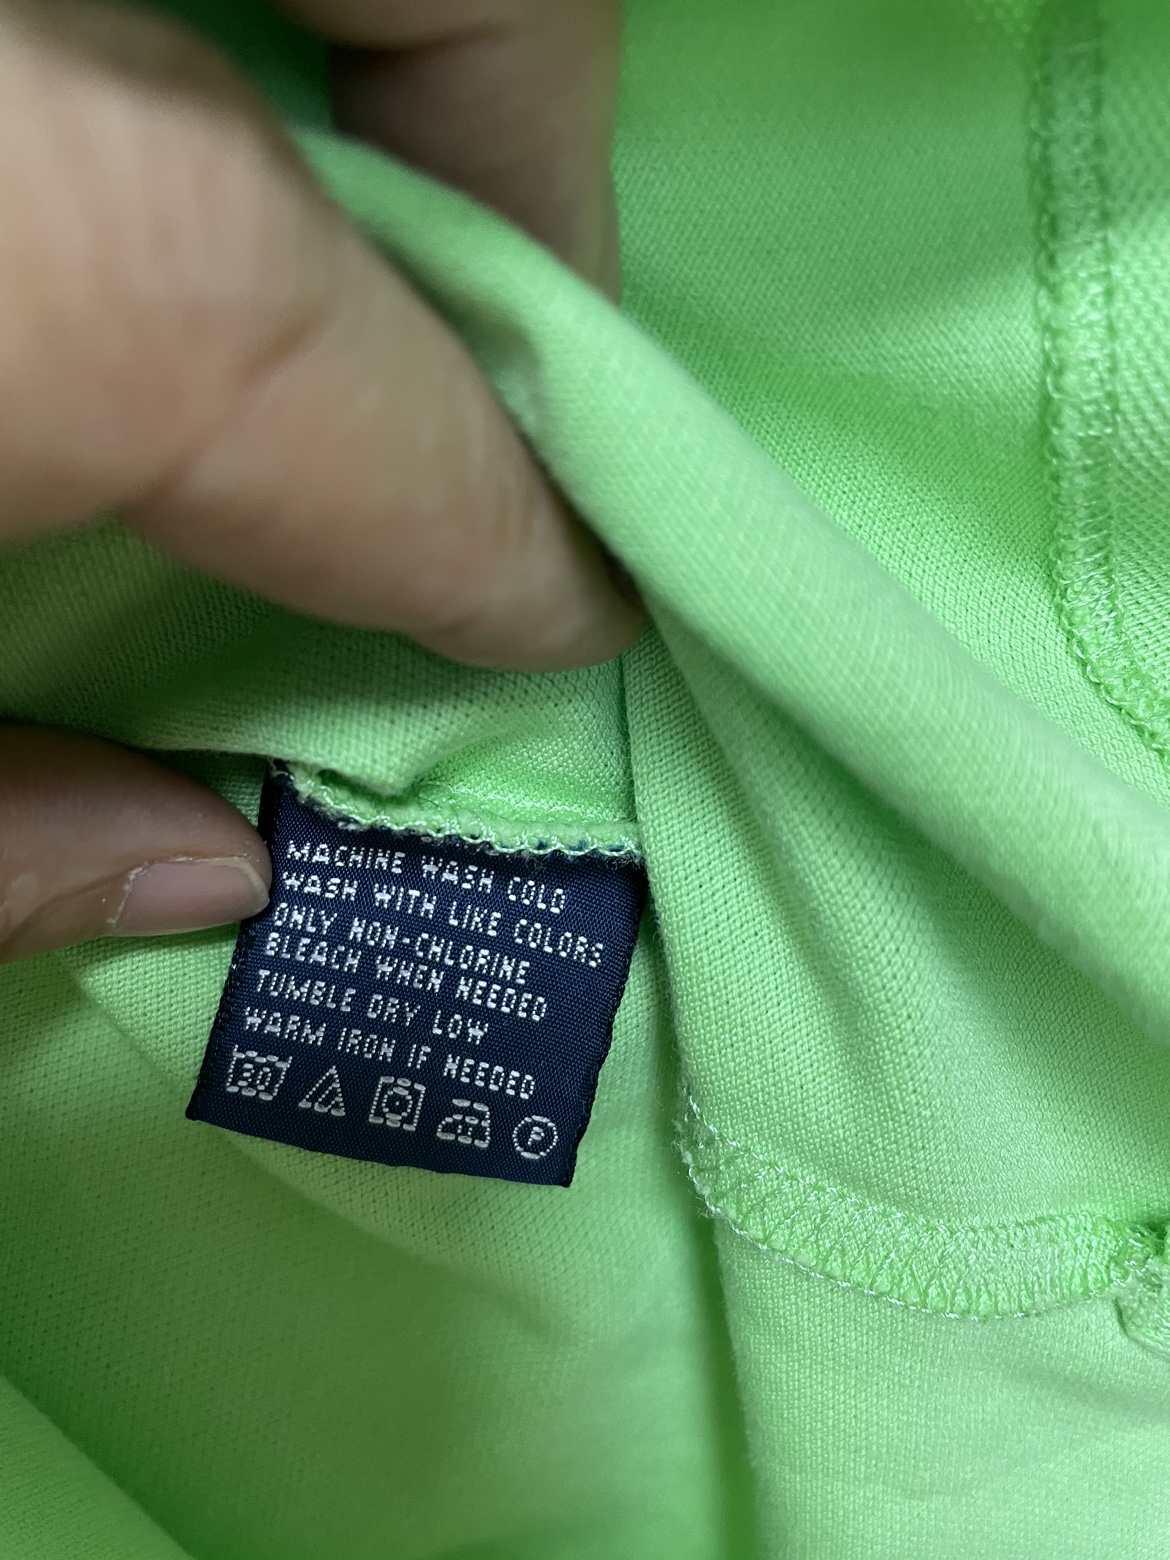 MACHINE WASH COLD
WASH WITH LIKE COLORS
ONLY NON-CHLORINE
BLEACH WHEN NEEDED
TUMBLE DRY LOW
WARM IRON IF NEEDED
30 P